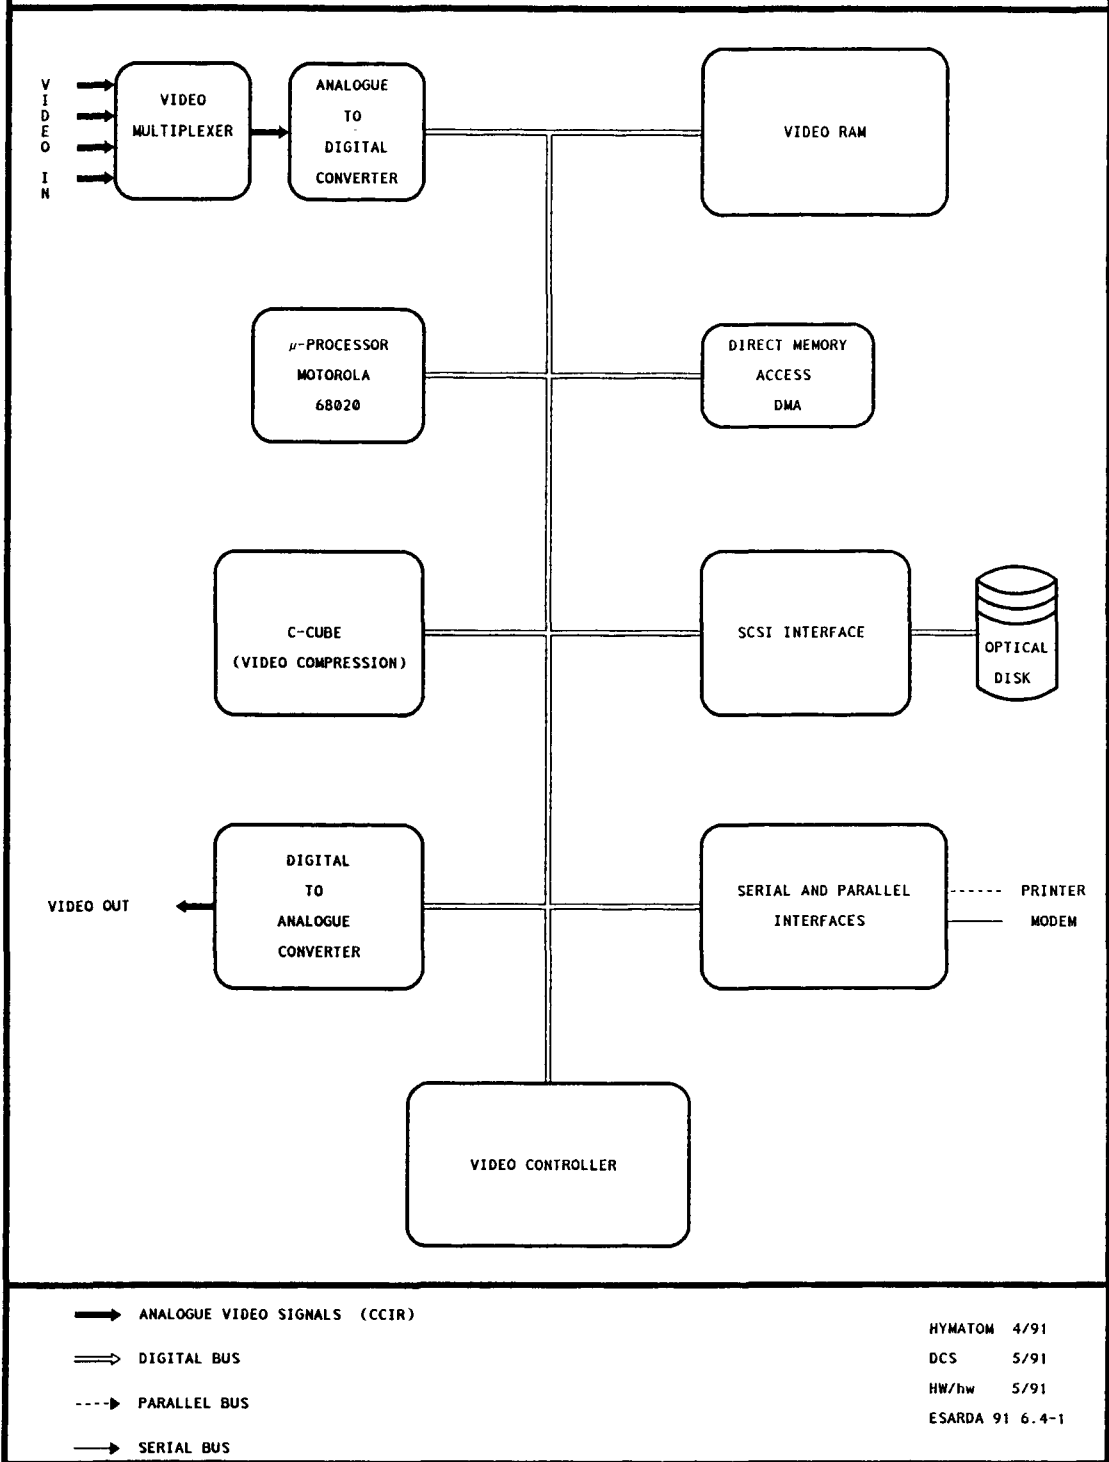 VIDEO IN
VIDEO
MULTIPLEXER
ANALOGUE
TO
DIGITAL
CONVERTER
VIDEO RAM
µ-PROCESSOR
MOTOROLA
68020
DIRECT MEMORY
ACCESS
DMA
C-CUBE
(VIDEO COMPRESSION)
SCSI INTERFACE
OPTICAL
DISK
VIDEO OUT
DIGITAL
TO
ANALOGUE
CONVERTER
SERIAL AND PARALLEL
INTERFACES
PRINTER
MODEM
VIDEO CONTROLLER
ANALOGUE VIDEO SIGNALS (CCIR)
DIGITAL BUS
PARALLEL BUS
SERIAL BUS
HYMATOM 4/91
DCS 5/91
HW/hw 5/91
ESARDA 91 6.4-1